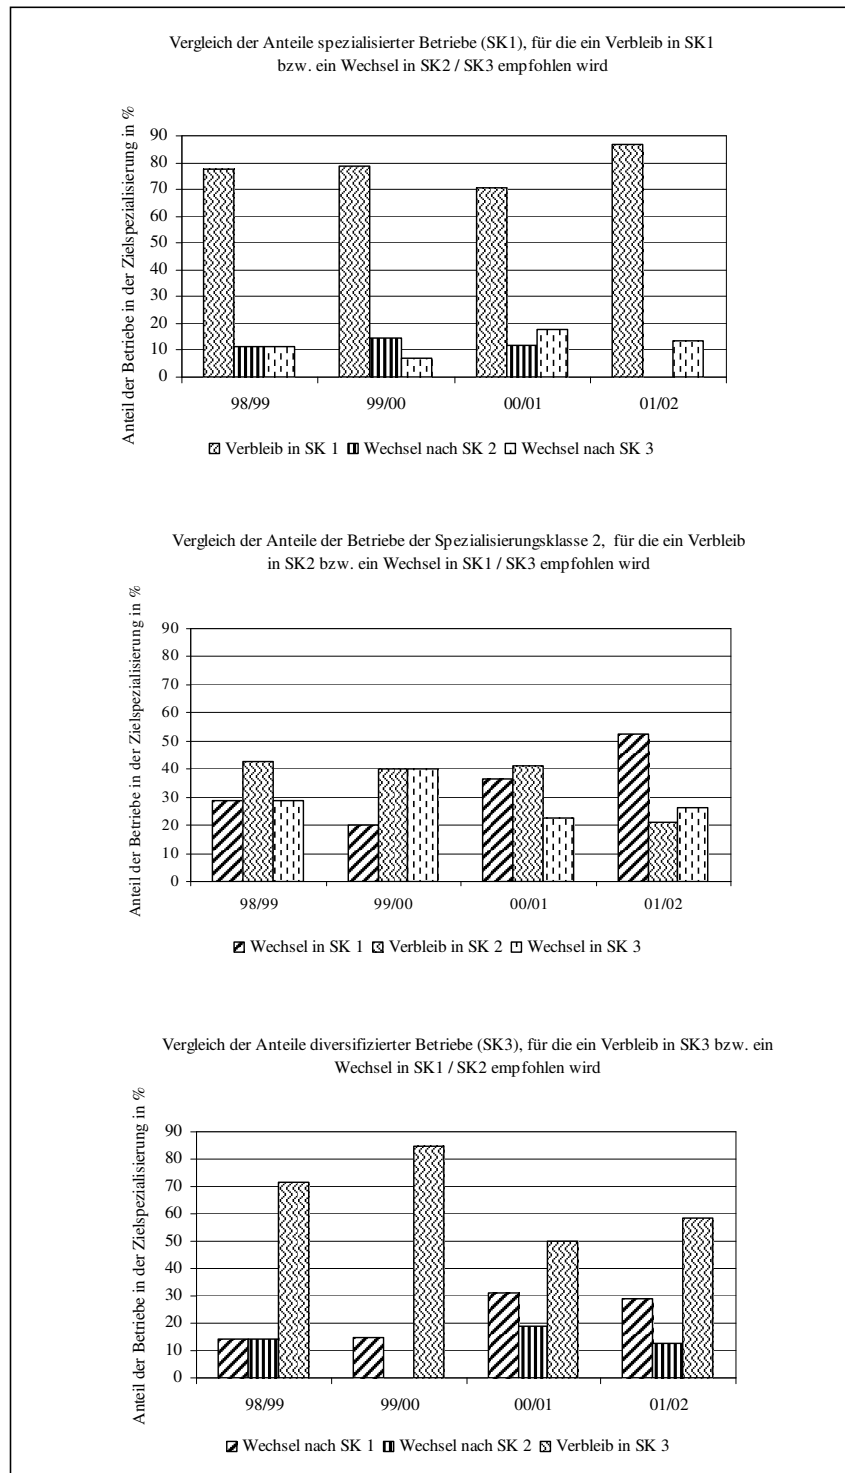 Vergleich der Anteile spezialisierter Betriebe (SK1), für die ein Verbleib in SK1
bzw. ein Wechsel in SK2 / SK3 empfohlen wird
Anteil der Betriebe in der Zielspezialisierung in %
90
80
70
60
50
40
30
20
10
0
98/99 99/00 00/01 01/02
Verbleib in SK 1 Wechsel nach SK 2 Wechsel nach SK 3
Vergleich der Anteile der Betriebe der Spezialisierungsklasse 2, für die ein Verbleib
in SK2 bzw. ein Wechsel in SK1 / SK3 empfohlen wird
Anteil der Betriebe in der Zielspezialisierung in %
90
80
70
60
50
40
30
20
10
0
98/99 99/00 00/01 01/02
Wechsel in SK 1 Verbleib in SK 2 Wechsel in SK 3
Vergleich der Anteile diversifizierter Betriebe (SK3), für die ein Verbleib in SK3 bzw. ein
Wechsel in SK1 / SK2 empfohlen wird
Anteil der Betriebe in der Zielspezialisierung in %
90
80
70
60
50
40
30
20
10
0
98/99 99/00 00/01 01/02
Wechsel nach SK 1 Wechsel nach SK 2 Verbleib in SK 3